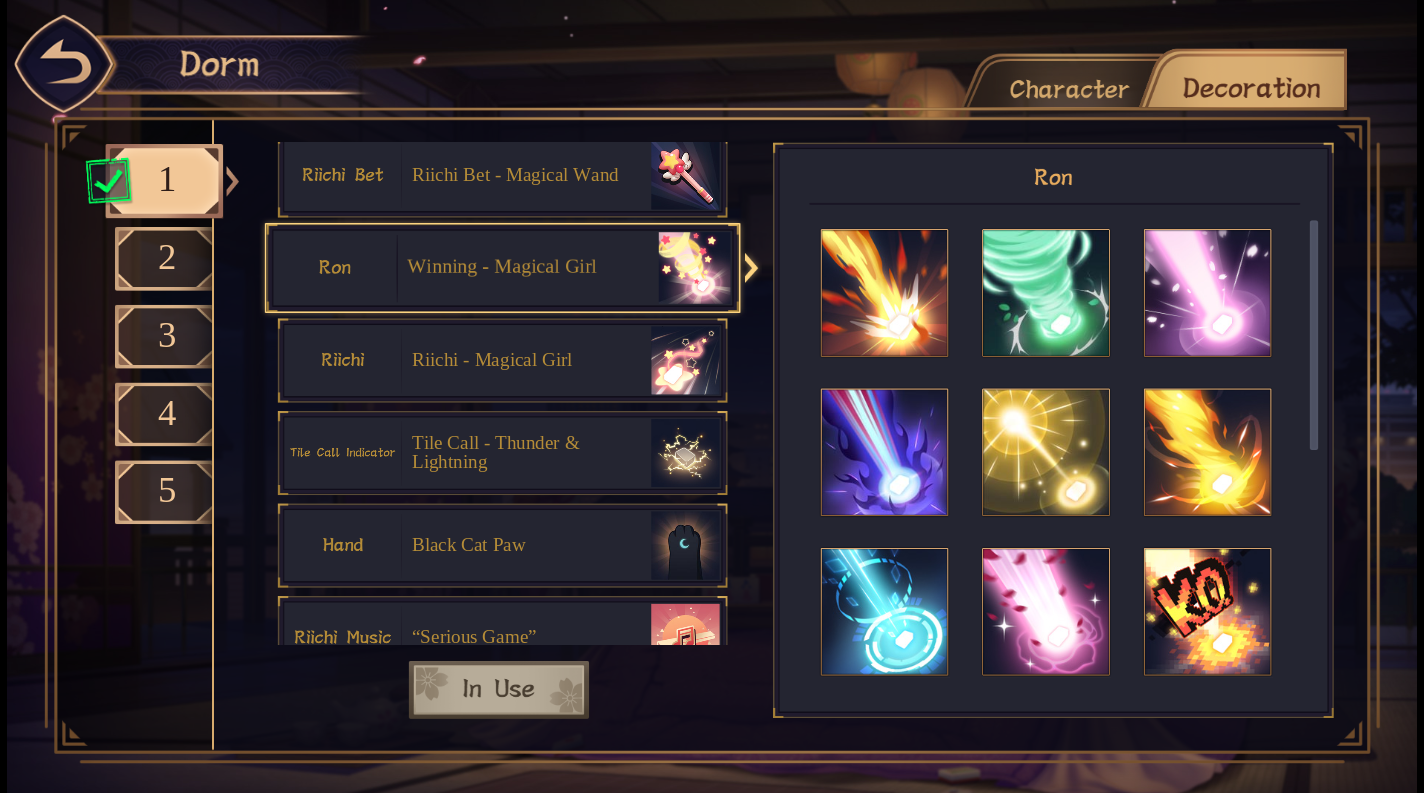 Dorm
Character
Decoration
1
2
3
4
5
Riichi Bet
Riichi Bet - Magical Wand
Ron
Winning - Magical Girl
Riichi
Riichi - Magical Girl
Tile Call Indicator
Tile Call - Thunder &
Lightning
Hand
Black Cat Paw
Riichi Music
“Serious Game”
In Use
Ron
KO